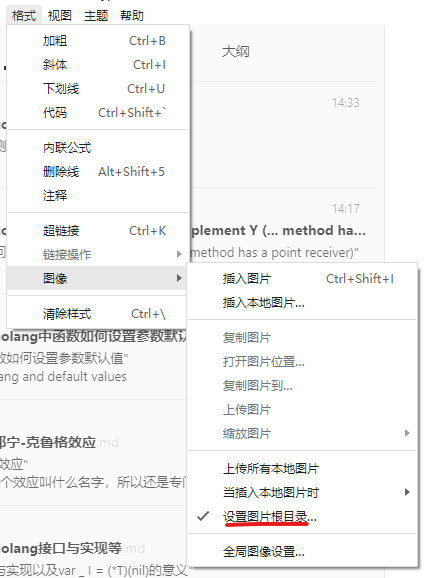 格式 视图 主题 帮助
加粗 Ctrl+B
斜体 Ctrl+I
下划线 Ctrl+U
代码 Ctrl+Shift+`
内联公式
删除线 Alt+Shift+5
注释
超链接 Ctrl+K
链接操作
图像
清除样式 Ctrl+\
大纲
14:33
14:17
plement Y (... method ha...
method has a point receiver)"
插入图片 Ctrl+Shift+I
插入本地图片...
复制图片
打开图片位置...
复制图片到...
上传图片
缩放图片
上传所有本地图片
当插入本地图片时
设置图片根目录...
全局图像设置...
olang中函数如何设置参数默认
数如何设置参数默认值"
ang and default values
宁-克鲁格效应.md
效应"
个效应叫什么名字，所以还是专门
olang接口与实现等.md
与实现以及var _ I = (*T)(nil)的意义"